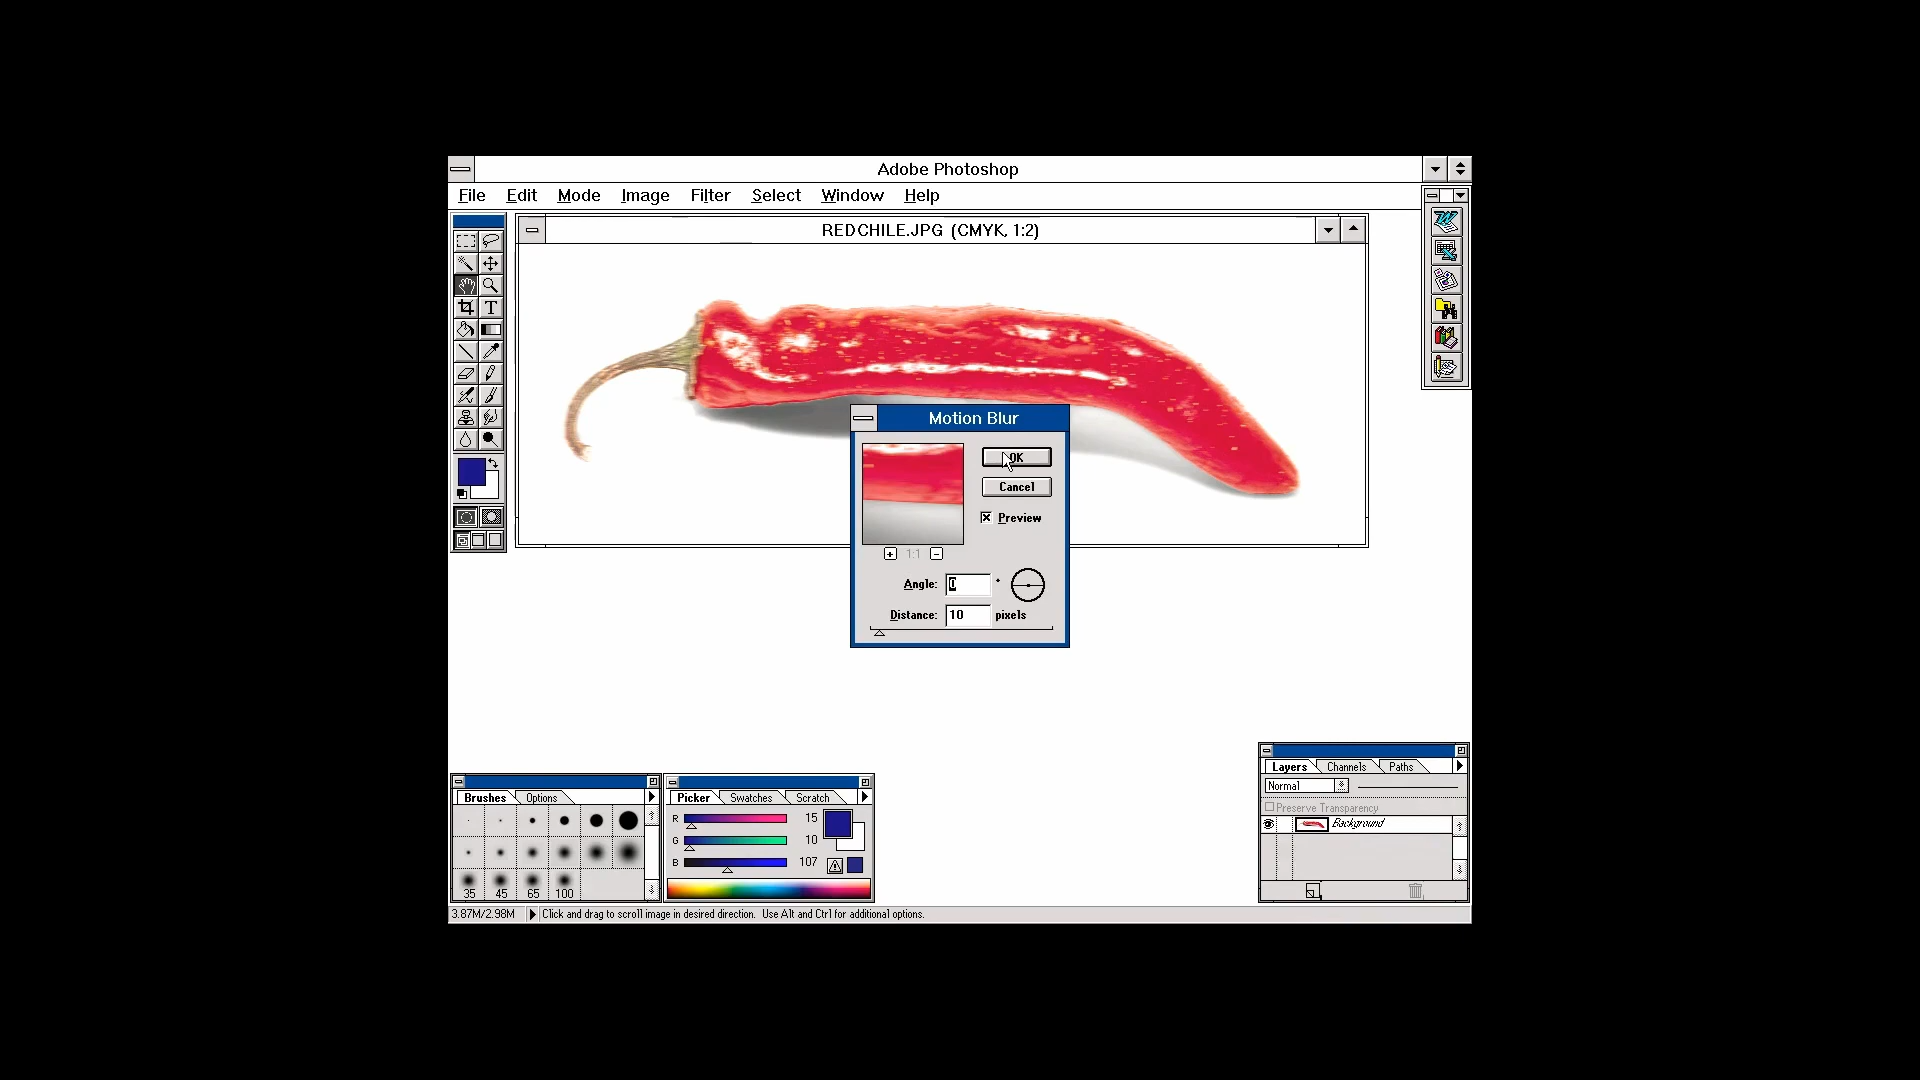 Adobe Photoshop
File Edit Mode Image Filter Select Window Help
REDCHILE.JPG (CMYK, 1:2)
T
Motion Blur
OK
Cancel
Preview
1:1
Angle: 0 °
Distance: 10 pixels
Brushes Options
35 45 65 100
Picker Swatches Scratch
R 15
G 10
B 107
Layers Channels Paths
Normal
Preserve Transparency
Background
3.87M/2.98M Click and drag to scroll image in desired direction. Use Alt and Ctrl for additional options.